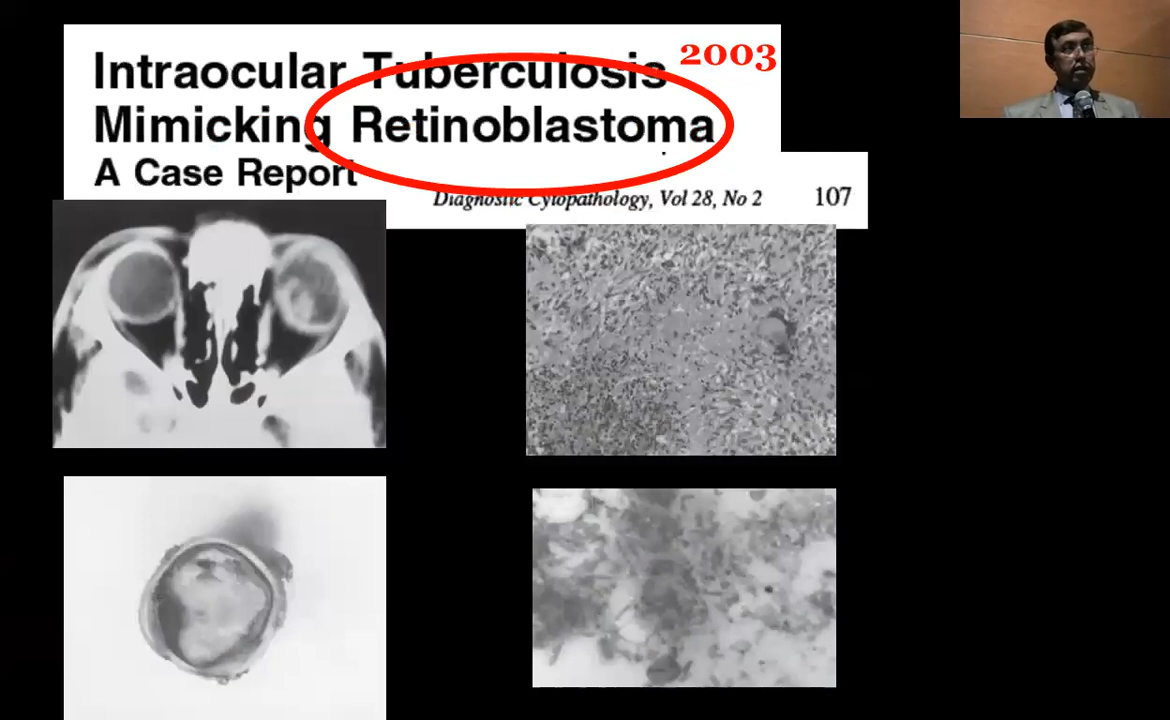 Intraocular Tuberculosis
2003
Mimicking Retinoblastoma
A Case Report
Diagnostic Cytopathology, Vol 28, No 2
107